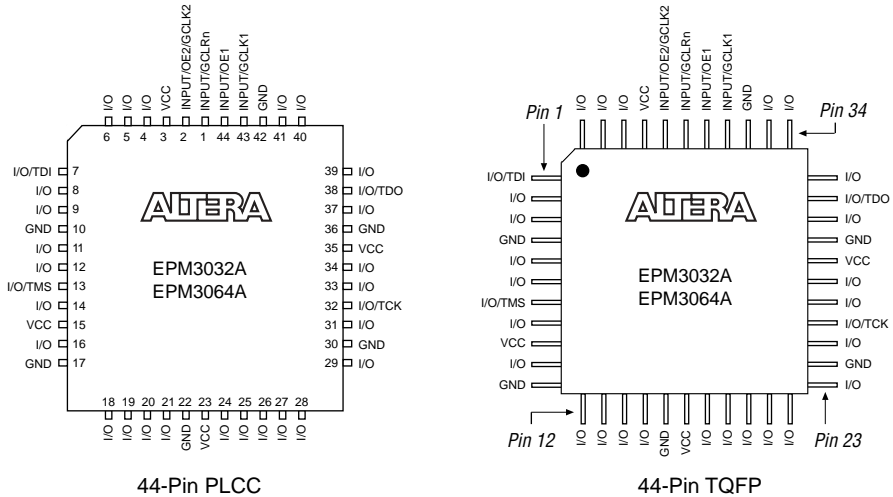 I/O I/O I/O VCC INPUT/OE2/GCLK2 INPUT/GCLRn INPUT/OE1 INPUT/GCLK1 GND I/O I/O
6 5 4 3 2 1 44 43 42 41 40
I/O/TDI 7
I/O 8
I/O 9
GND 10
I/O 11
I/O 12
I/O/TMS 13
I/O 14
VCC 15
I/O 16
GND 17
ALTERA
EPM3032A
EPM3064A
39 I/O
38 I/O/TDO
37 I/O
36 GND
35 VCC
34 I/O
33 I/O
32 I/O/TCK
31 I/O
30 GND
29 I/O
18 19 20 21 22 23 24 25 26 27 28
I/O I/O I/O I/O GND VCC I/O I/O I/O I/O I/O
44-Pin PLCC
I/O I/O I/O VCC INPUT/OE2/GCLK2 INPUT/GCLRn INPUT/OE1 INPUT/GCLK1 GND I/O I/O
Pin 1
Pin 34
I/O/TDI
I/O
I/O
GND
I/O
I/O
I/O/TMS
I/O
VCC
I/O
GND
ALTERA
EPM3032A
EPM3064A
I/O
I/O/TDO
I/O
GND
VCC
I/O
I/O
I/O/TCK
I/O
GND
I/O
Pin 12
Pin 23
I/O I/O I/O I/O GND VCC I/O I/O I/O I/O I/O
44-Pin TQFP